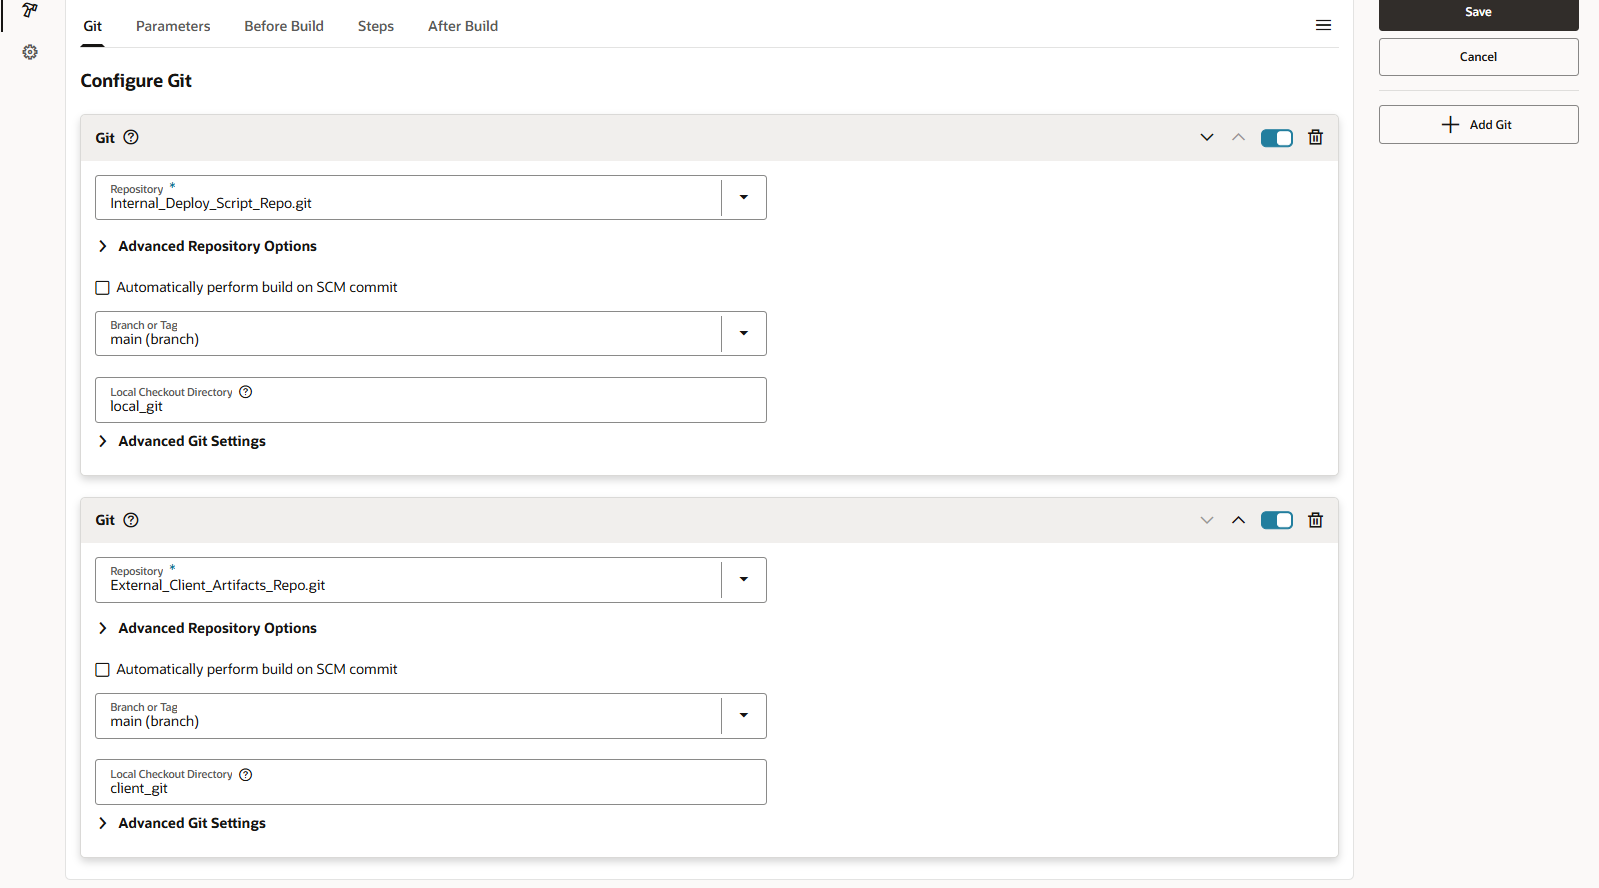 Git Parameters Before Build Steps After Build
Save
Cancel
Add Git
Configure Git
Git
Repository *
Internal_Deploy_Script_Repo.git
Advanced Repository Options
Automatically perform build on SCM commit
Branch or Tag
main (branch)
Local Checkout Directory
local_git
Advanced Git Settings
Git
Repository *
External_Client_Artifacts_Repo.git
Advanced Repository Options
Automatically perform build on SCM commit
Branch or Tag
main (branch)
Local Checkout Directory
client_git
Advanced Git Settings